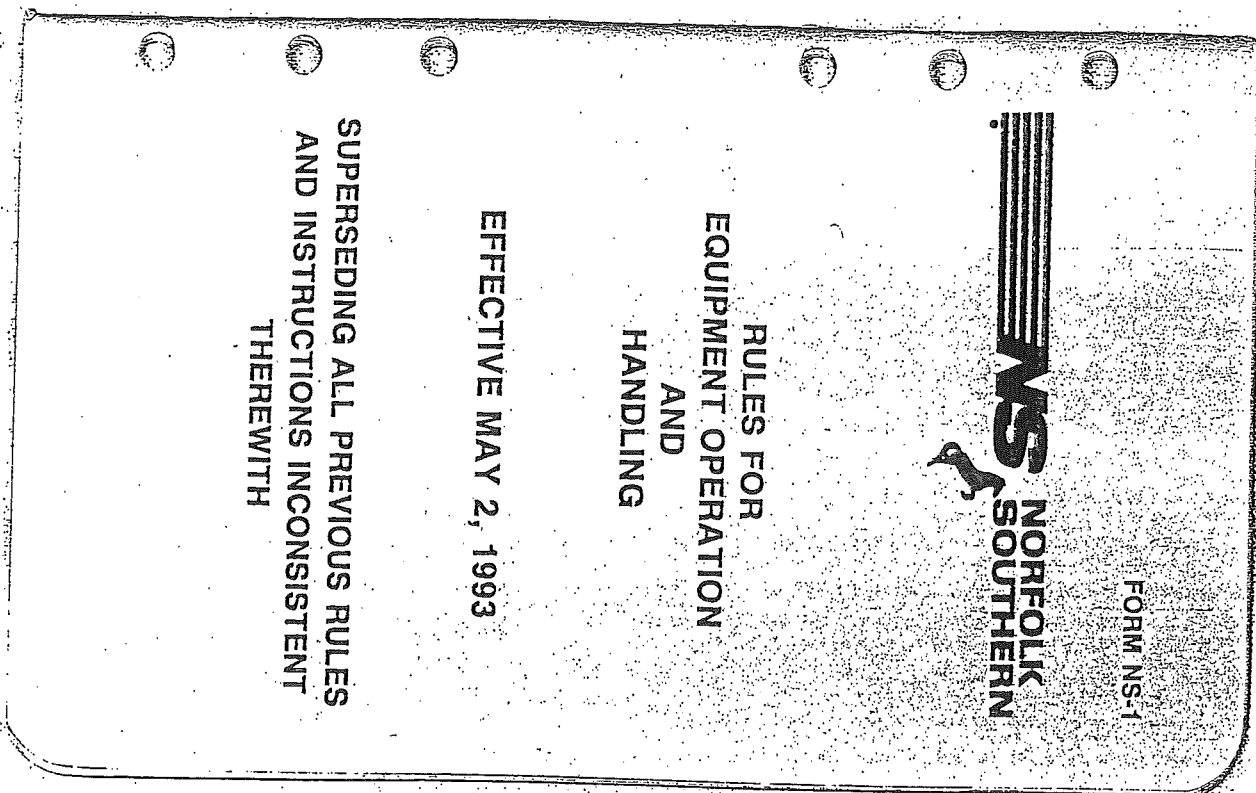 FORM NS-1
NS NORFOLK
SOUTHERN
RULES FOR
EQUIPMENT OPERATION
AND
HANDLING
EFFECTIVE MAY 2, 1993
SUPERSEDING ALL PREVIOUS RULES
AND INSTRUCTIONS INCONSISTENT
THEREWITH